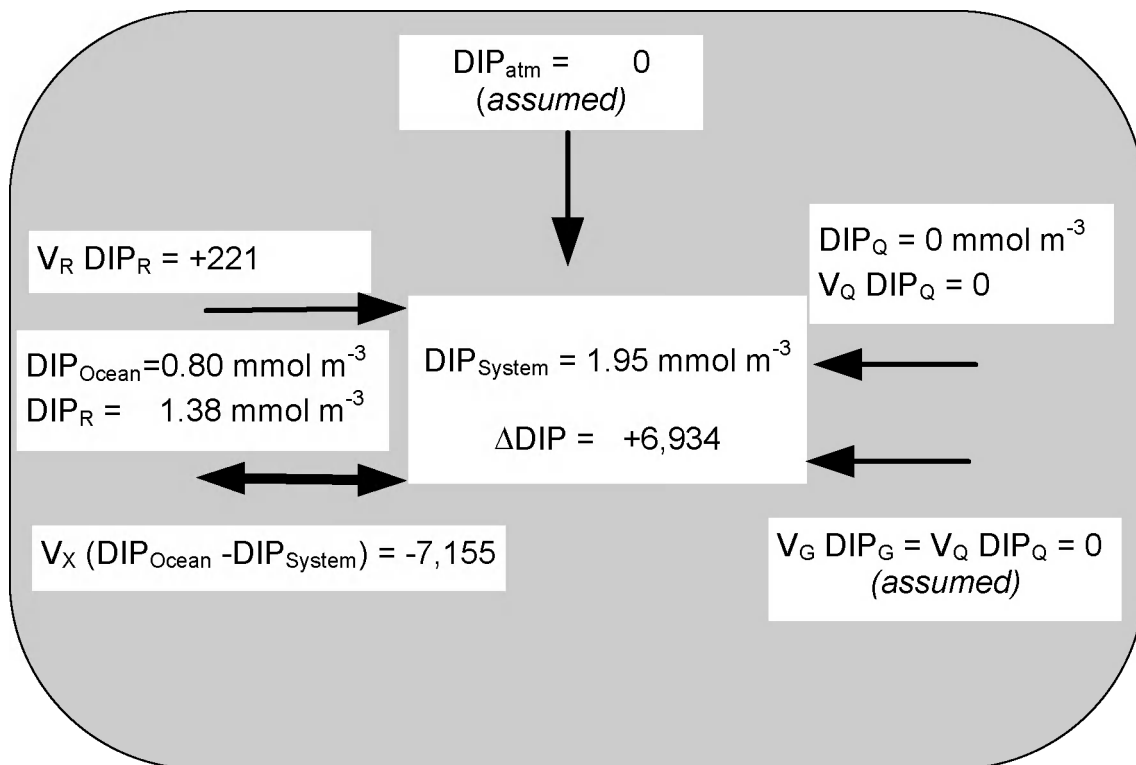 DIPatm = 0
(assumed)
VR DIPR = +221
DIPQ = 0 mmol m-3
VQ DIPQ = 0
DIPOcean=0.80 mmol m-3
DIPR = 1.38 mmol m-3
DIPSystem = 1.95 mmol m-3
ΔDIP = +6,934
VX (DIPOcean -DIPSystem) = -7,155
VG DIPG = VQ DIPQ = 0
(assumed)